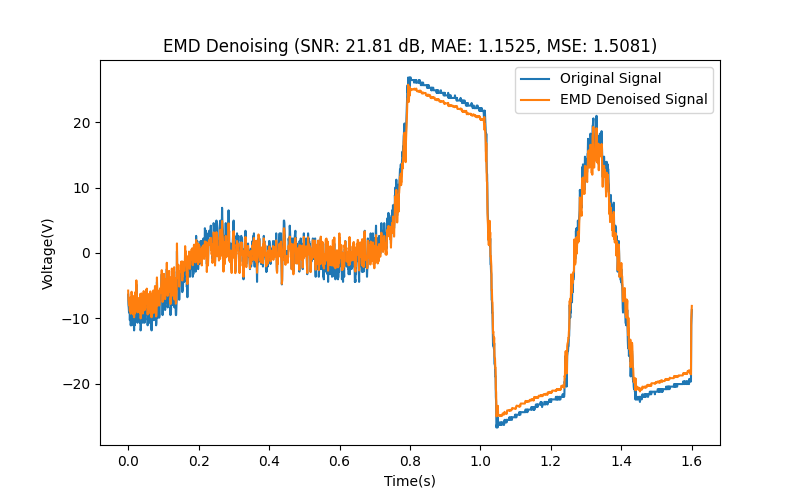 EMD Denoising (SNR: 21.81 dB, MAE: 1.1525, MSE: 1.5081)
Original Signal
EMD Denoised Signal
Voltage(V)
20
10
0
−10
−20
0.0 0.2 0.4 0.6 0.8 1.0 1.2 1.4 1.6
Time(s)